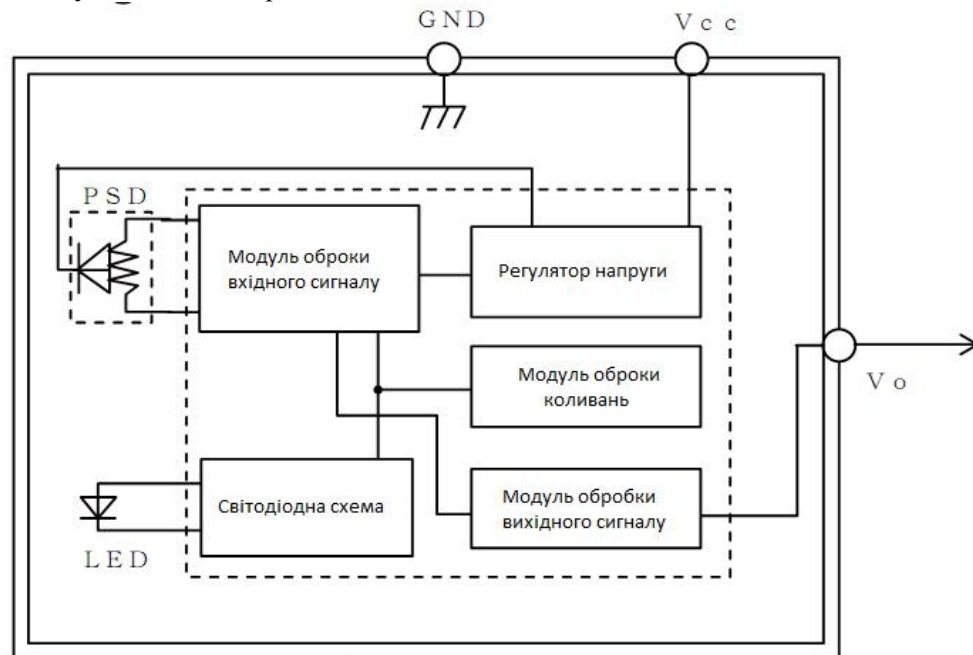 GND
Vcc
PSD
Модуль оброки
вхідного сигналу
Регулятор напруги
Модуль оброки
коливань
Vo
Світодіодна схема
Модуль обробки
вихідного сигналу
LED